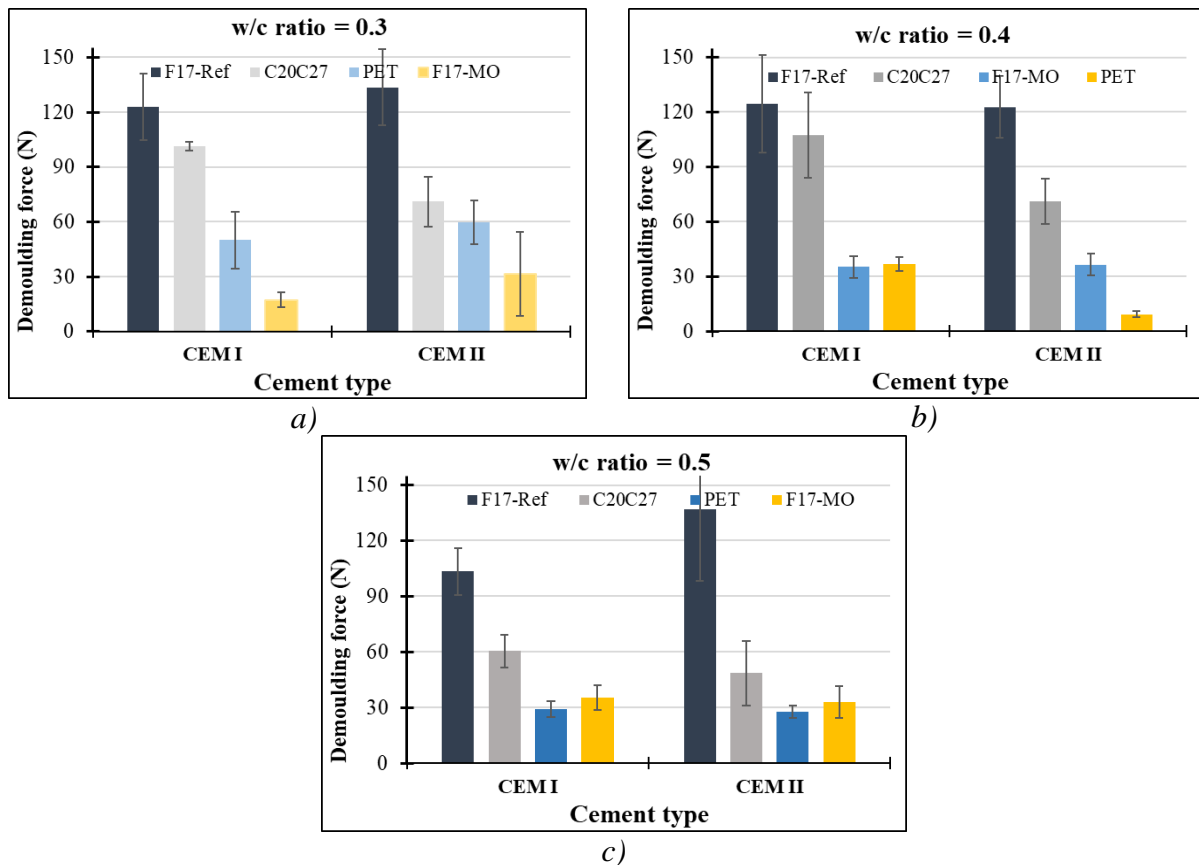 w/c ratio = 0.3
150
F17-Ref C20C27 PET F17-MO
120
90
60
30
0
Demoulding force (N)
CEM I CEM II
Cement type
a)
w/c ratio = 0.4
150
F17-Ref C20C27 F17-MO PET
120
90
60
30
0
Demoulding force (N)
CEM I CEM II
Cement type
b)
w/c ratio = 0.5
150
F17-Ref C20C27 PET F17-MO
120
90
60
30
0
Demoulding force (N)
CEM I CEM II
Cement type
c)